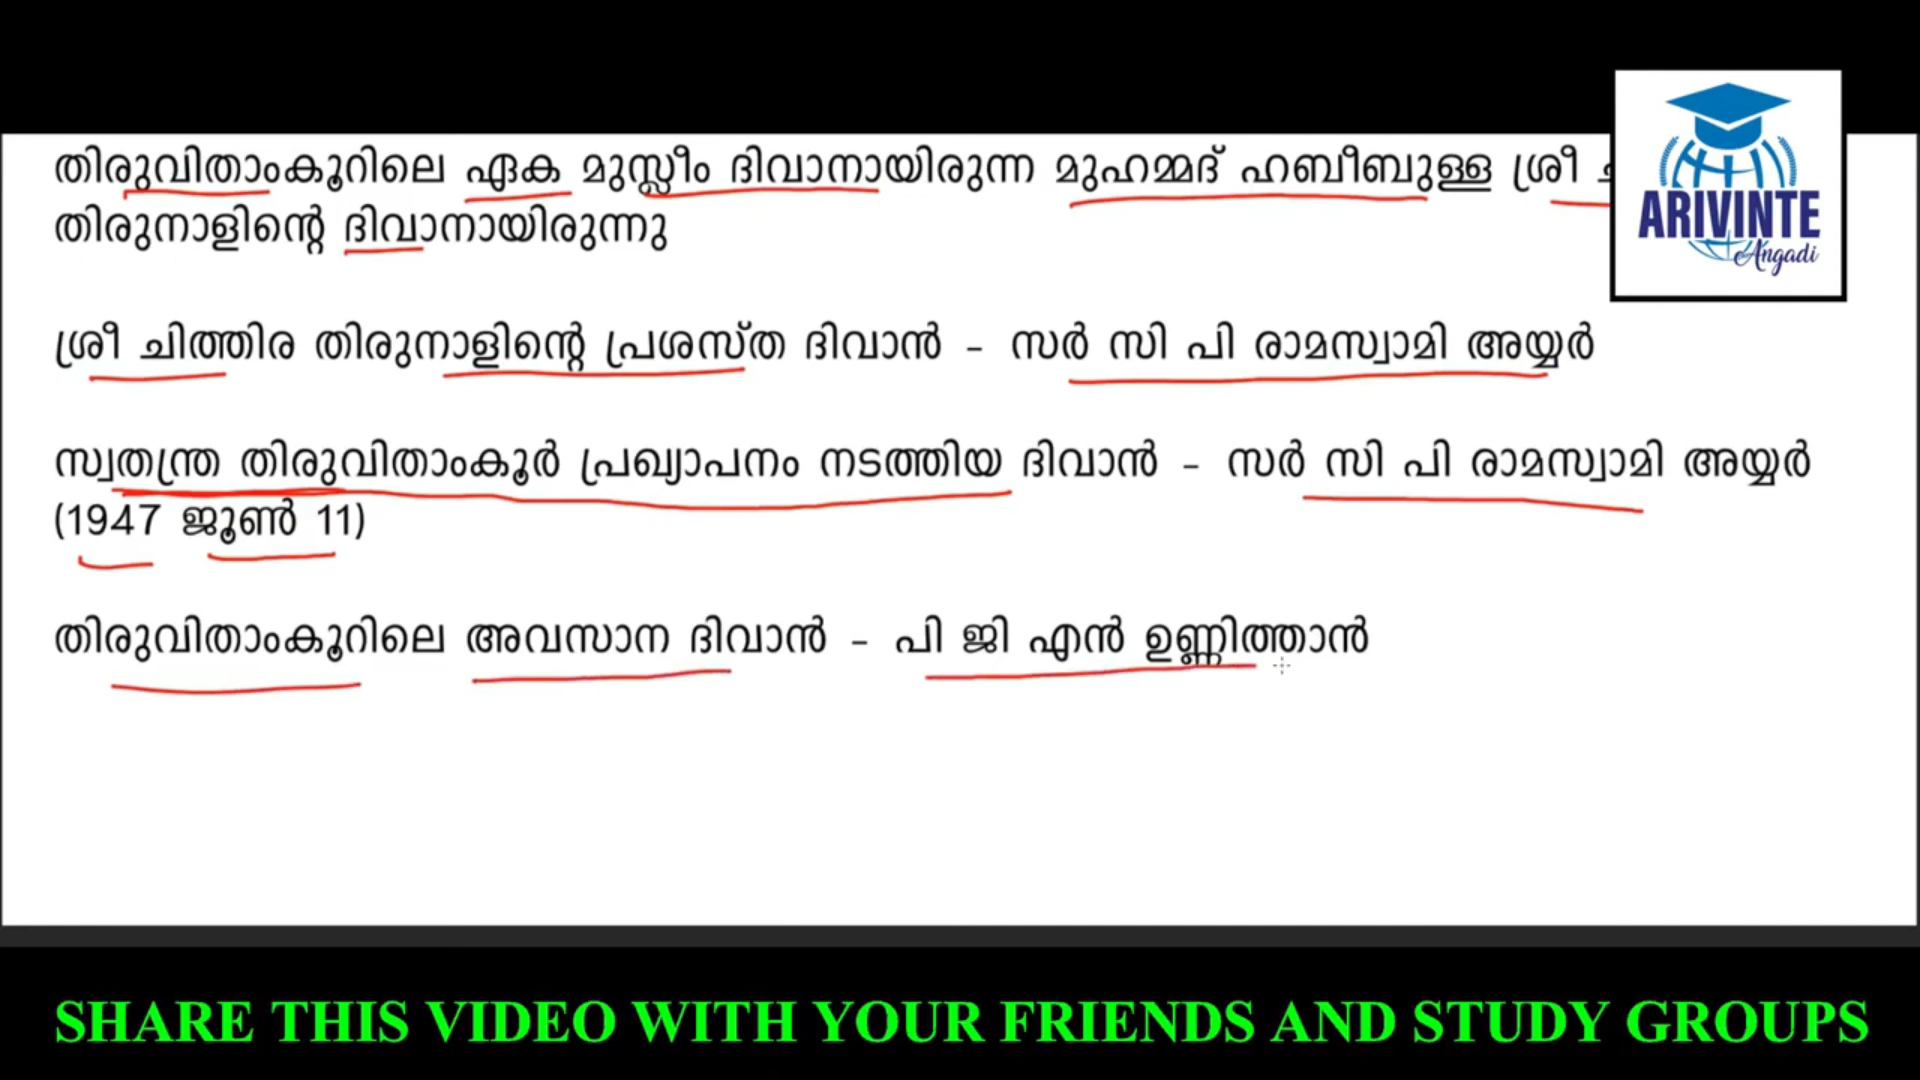 തിരുവിതാംകൂറിലെ ഏക മുസ്ലീം ദിവാനായിരുന്ന മുഹമ്മദ് ഹബീബുള്ള ശ്രീ
തിരുനാളിന്റെ ദിവാനായിരുന്നു
ശ്രീ ചിത്തിര തിരുനാളിന്റെ പ്രശസ്ത ദിവാൻ - സർ സി പി രാമസ്വാമി അയ്യർ
സ്വതന്ത്ര തിരുവിതാംകൂർ പ്രഖ്യാപനം നടത്തിയ ദിവാൻ - സർ സി പി രാമസ്വാമി അയ്യർ
(1947 ജൂൺ 11)
തിരുവിതാംകൂറിലെ അവസാന ദിവാൻ - പി ജി എൻ ഉണ്ണിത്താൻ
ARIVINTE
Angadi
SHARE THIS VIDEO WITH YOUR FRIENDS AND STUDY GROUPS